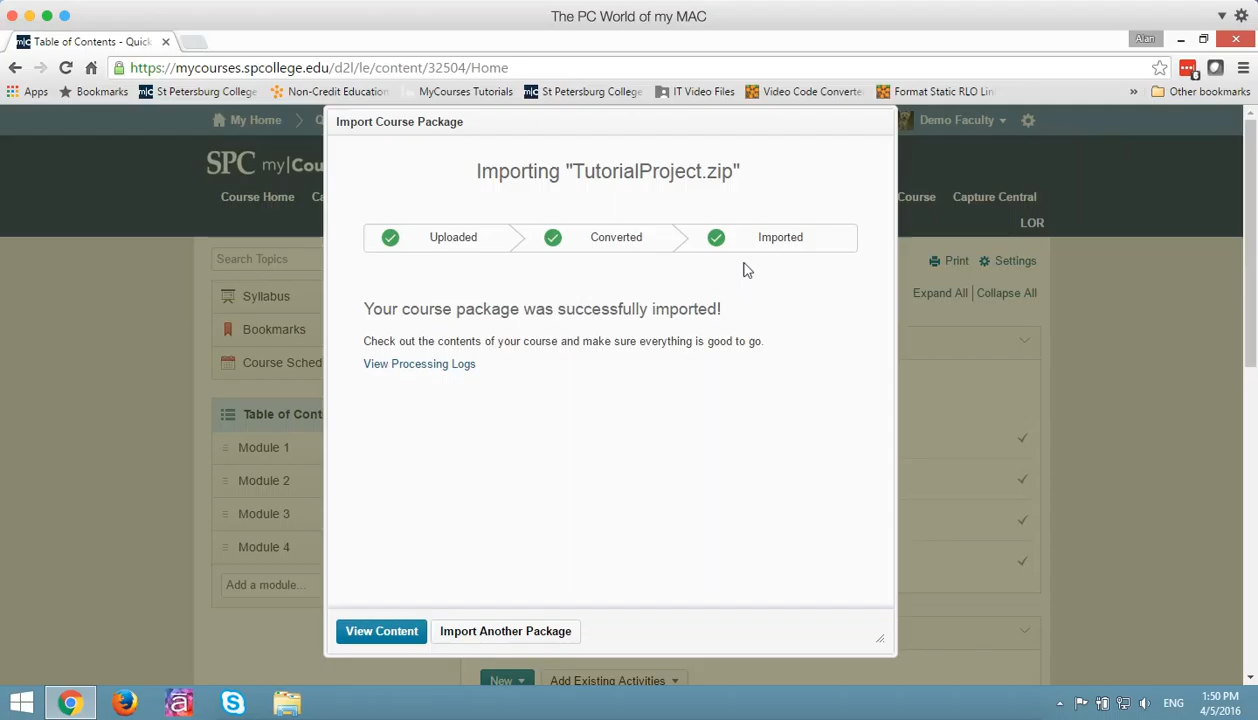 The PC World of my MAC
Table of Contents - Quick
Alan
https://mycourses.spcollege.edu/d2l/le/content/32504/Home
6
Apps Bookmarks St Petersburg College Non-Credit Education MyCourses Tutorials St Petersburg College IT Video Files Video Code Converte Format Static RLO Lin » Other bookmarks
My Home
Demo Faculty
Import Course Package
SPC my|Cou
Importing "TutorialProject.zip"
Course Home
Course Capture Central
LOR
Uploaded Converted Imported
Search Topics
Print Settings
Syllabus
Expand All | Collapse All
Your course package was successfully imported!
Bookmarks
Check out the contents of your course and make sure everything is good to go.
Course Sched
View Processing Logs
Table of Cont
Module 1
Module 2
Module 3
Module 4
Add a module...
View Content Import Another Package
New Add Existing Activities
ENG
1:50 PM
4/5/2016